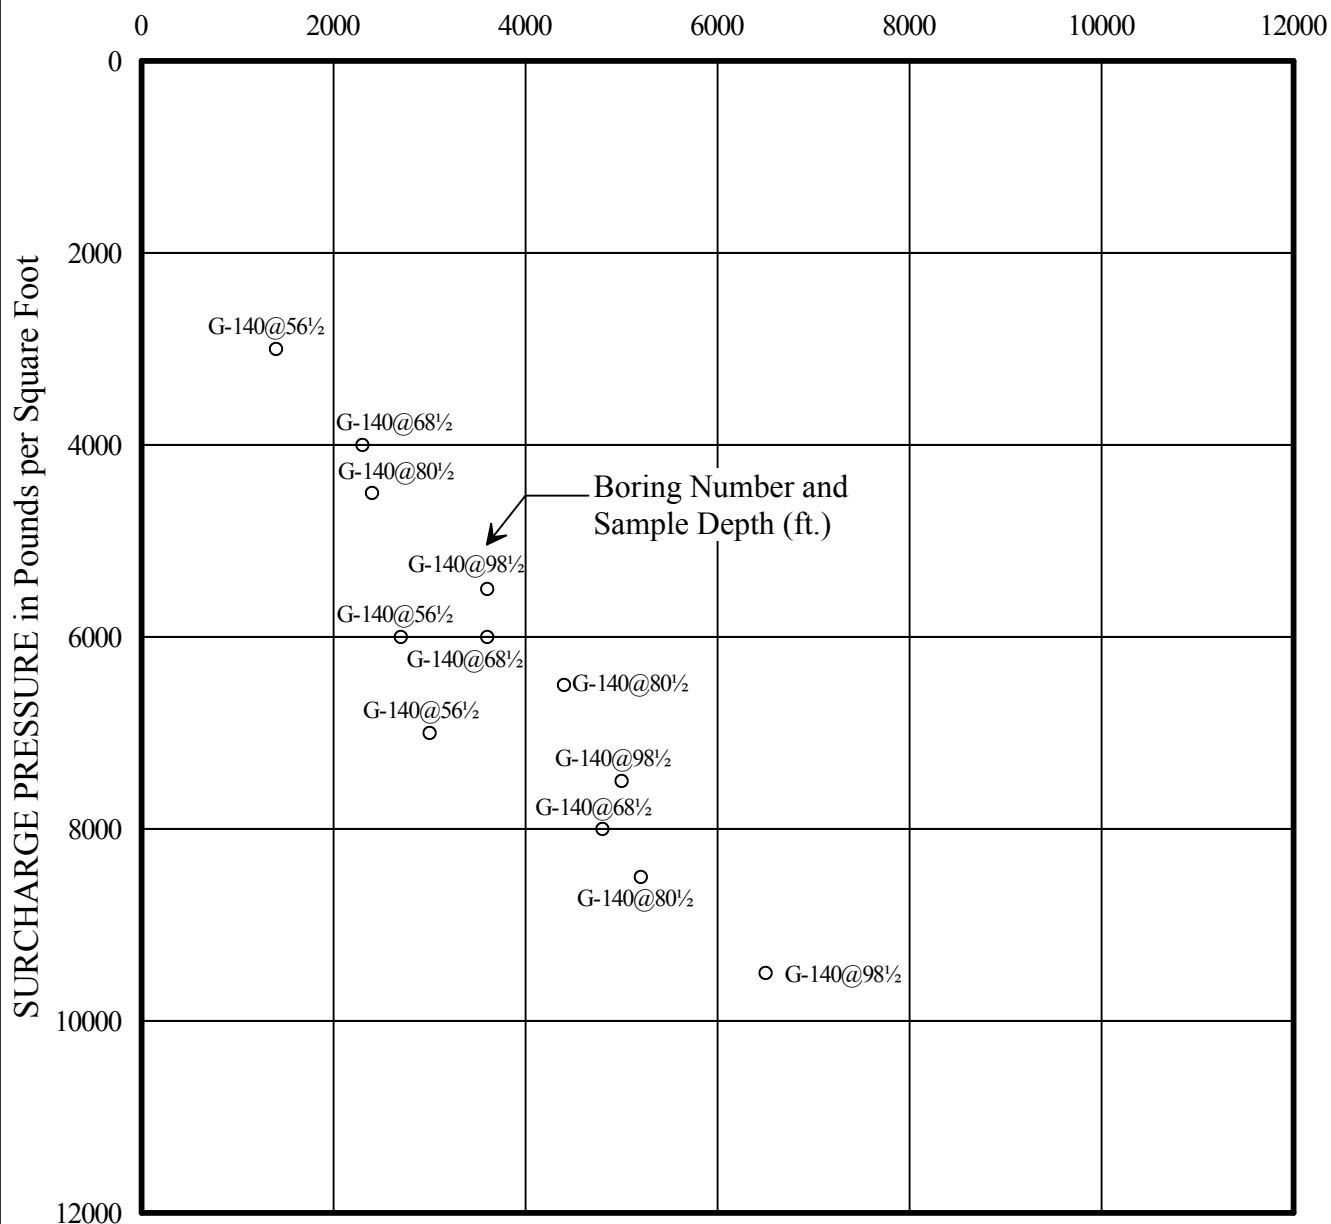 0 2000 4000 6000 8000 10000 12000
0
2000
G-140@56½
G-140@68½
4000
G-140@80½
Boring Number and
Sample Depth (ft.)
G-140@98½
G-140@56½
6000
G-140@68½
G-140@80½
G-140@56½
G-140@98½
G-140@68½
8000
G-140@80½
G-140@98½
10000
12000
SURCHARGE PRESSURE in Pounds per Square Foot